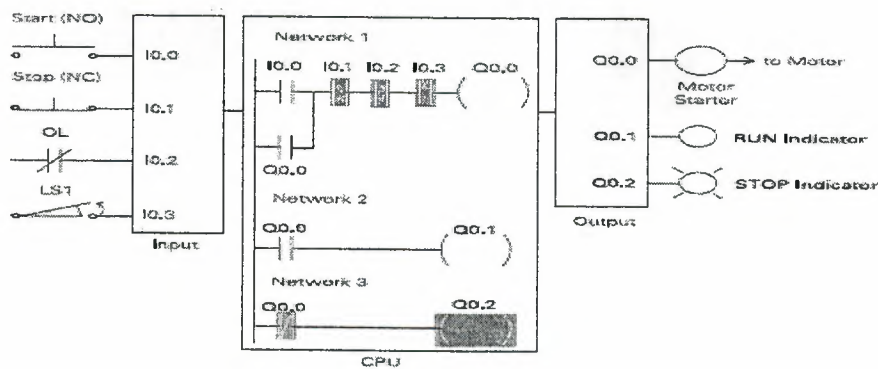 Start (NO)
I0.0
Stop (NC)
I0.1
OL
I0.2
LS1
I0.3
Input
Network 1
I0.0 I0.1 I0.2 I0.3 Q0.0
Q0.0
Network 2
Q0.0 Q0.1
Network 3
Q0.0 Q0.2
CPU
Q0.0
to Motor
Motor
Starter
Q0.1
RUN Indicator
Q0.2
STOP Indicator
Output